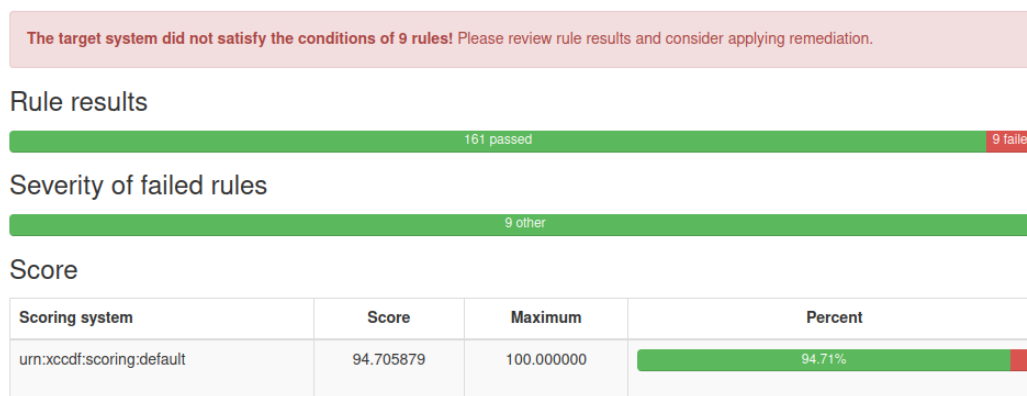 The target system did not satisfy the conditions of 9 rules! Please review rule results and consider applying remediation.
Rule results
161 passed 9 faile
Severity of failed rules
9 other
Score
Scoring system Score Maximum Percent
urn:xccdf:scoring:default 94.705879 100.000000 94.71%